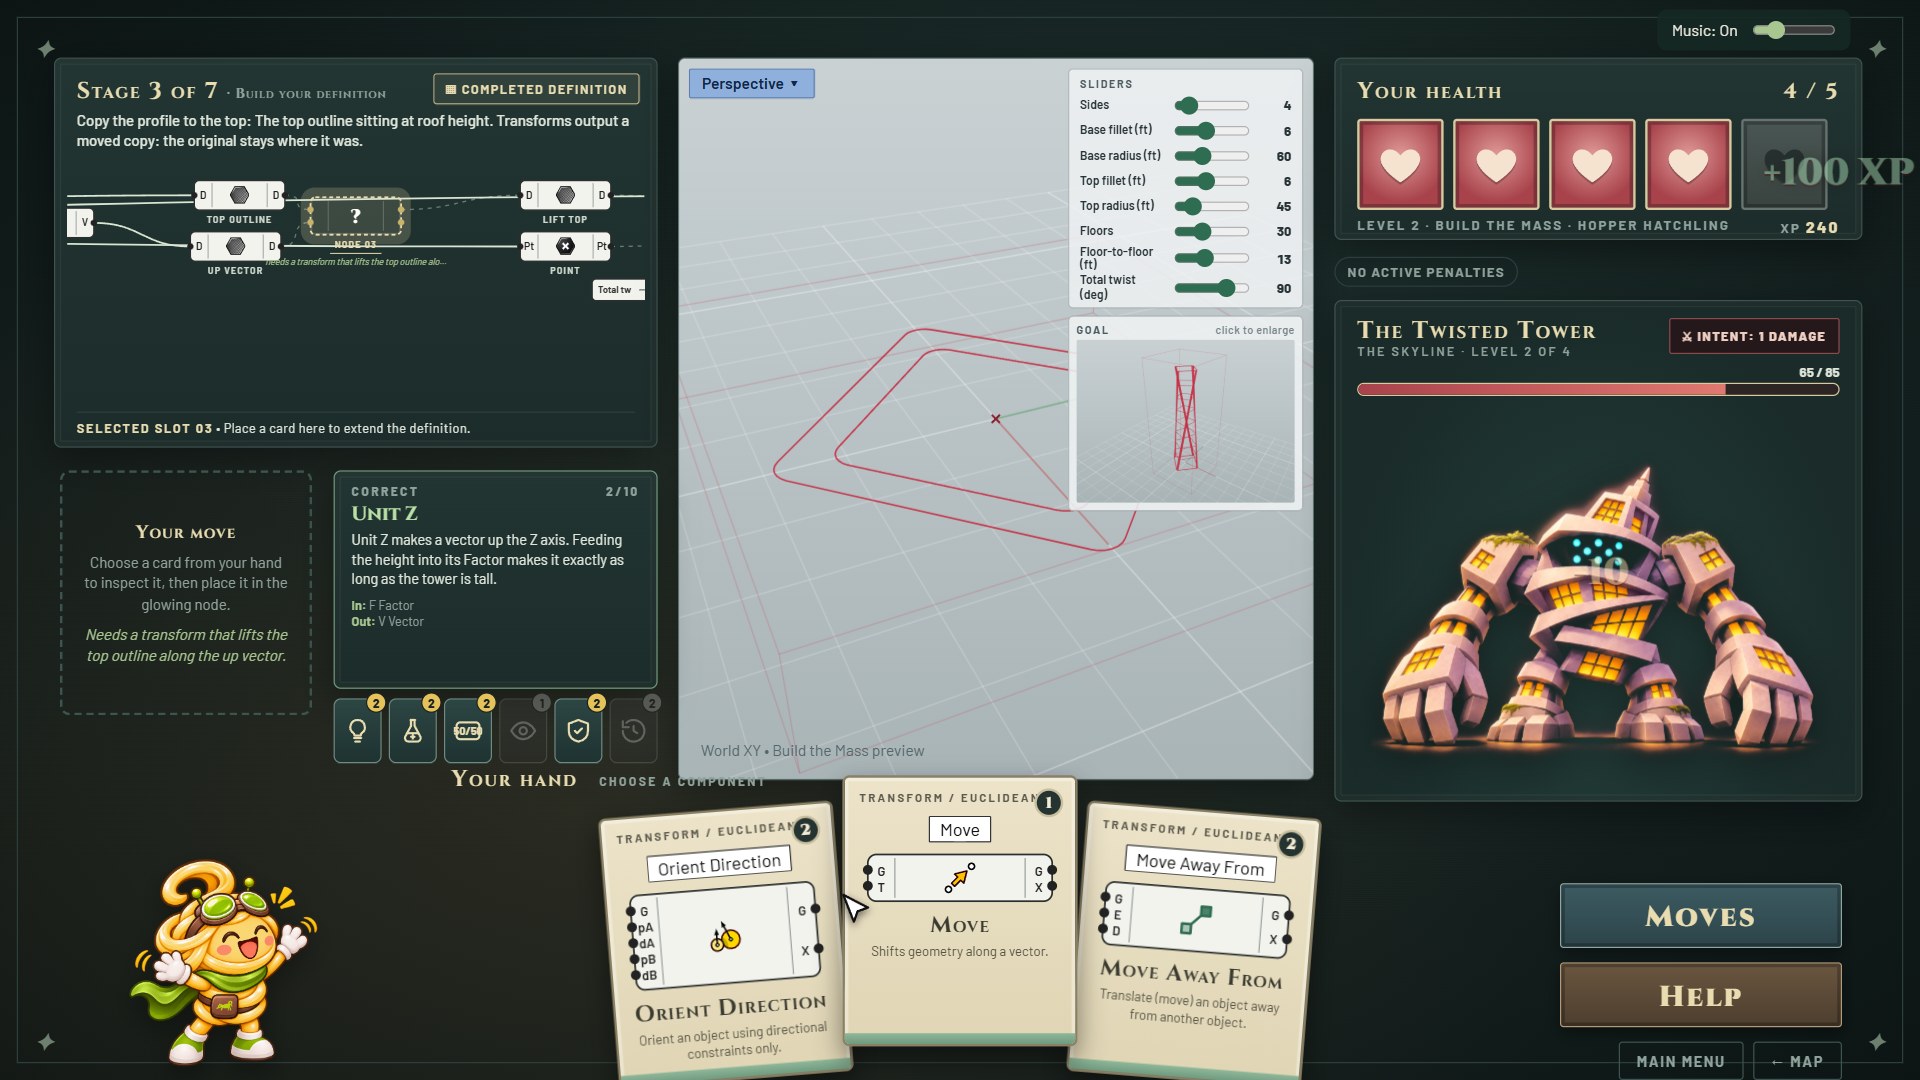 Music: On
STAGE 3 OF 7 · BUILD YOUR DEFINITION
COMPLETED DEFINITION
Copy the profile to the top: The top outline sitting at roof height. Transforms output a
moved copy: the original stays where it was.
D D
TOP OUTLINE
?
NODE 03
D D
LIFT TOP
V
D D
UP VECTOR
needs a transform that lifts the top outline alo...
Pt Pt
POINT
Total tw
SELECTED SLOT 03 • Place a card here to extend the definition.
YOUR MOVE
Choose a card from your hand
to inspect it, then place it in the
glowing node.
Needs a transform that lifts the
top outline along the up vector.
CORRECT 2/10
UNIT Z
Unit Z makes a vector up the Z axis. Feeding
the height into its Factor makes it exactly as
long as the tower is tall.
In: F Factor
Out: V Vector
2 2 2 1 2 2
50/50
Perspective ▾
SLIDERS
Sides 4
Base fillet (ft) 6
Base radius (ft) 60
Top fillet (ft) 6
Top radius (ft) 45
Floors 30
Floor-to-floor
(ft) 13
Total twist
(deg) 90
GOAL click to enlarge
World XY • Build the Mass preview
YOUR HEALTH 4 / 5
+100 XP
LEVEL 2 · BUILD THE MASS · HOPPER HATCHLING
XP 240
NO ACTIVE PENALTIES
THE TWISTED TOWER
THE SKYLINE · LEVEL 2 OF 4
INTENT: 1 DAMAGE
65 / 85
-10
YOUR HAND CHOOSE A COMPONENT
TRANSFORM / EUCLIDEAN 2
Orient Direction
G
pA
dA
pB
dB
G
X
ORIENT DIRECTION
Orient an object using directional
constraints only.
TRANSFORM / EUCLIDEAN 1
Move
G G
T X
MOVE
Shifts geometry along a vector.
TRANSFORM / EUCLIDEAN 2
Move Away From
G
E
D
G
X
MOVE AWAY FROM
Translate (move) an object away
from another object.
MOVES
HELP
MAIN MENU
← MAP